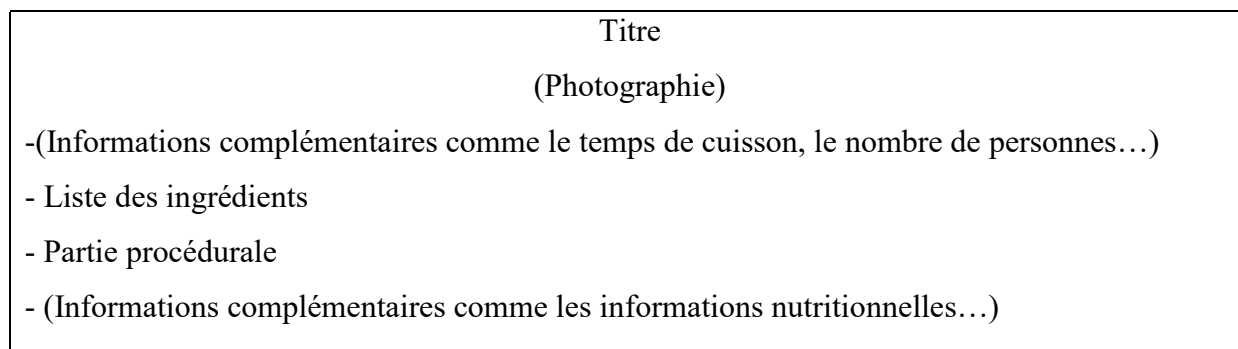 Titre
(Photographie)
-(Informations complémentaires comme le temps de cuisson, le nombre de personnes…)
- Liste des ingrédients
- Partie procédurale
- (Informations complémentaires comme les informations nutritionnelles…)